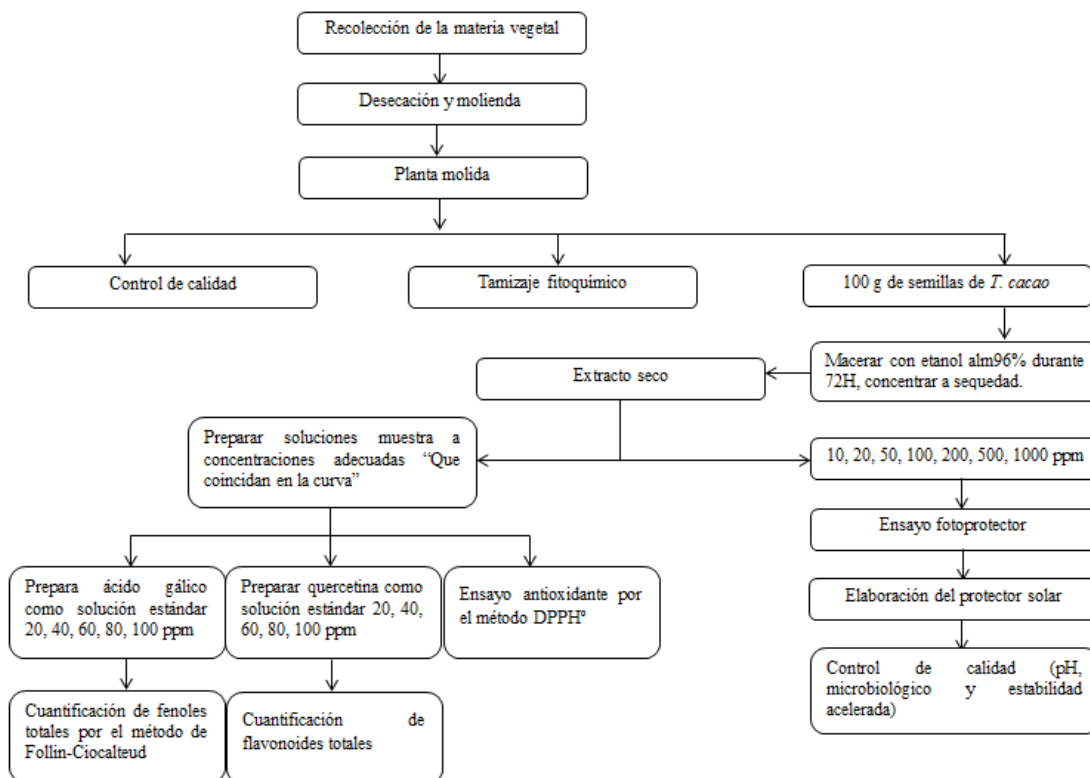 Recolección de la materia vegetal
Desecación y molienda
Planta molida
Control de calidad
Tamizaje fitoquímico
100 g de semillas de T. cacao
Macerar con etanol alm96% durante
72H, concentrar a sequedad.
Extracto seco
Preparar soluciones muestra a
concentraciones adecuadas “Que
coincidan en la curva”
10, 20, 50, 100, 200, 500, 1000 ppm
Ensayo fotoprotector
Elaboración del protector solar
Control de calidad (pH,
microbiológico y estabilidad
acelerada)
Prepara ácido gálico
como solución estándar
20, 40, 60, 80, 100 ppm
Preparar quercetina como
solución estándar 20, 40,
60, 80, 100 ppm
Ensayo antioxidante por
el método DPPHº
Cuantificación de fenoles
totales por el método de
Follin-Ciocalteud
Cuantificación de
flavonoides totales